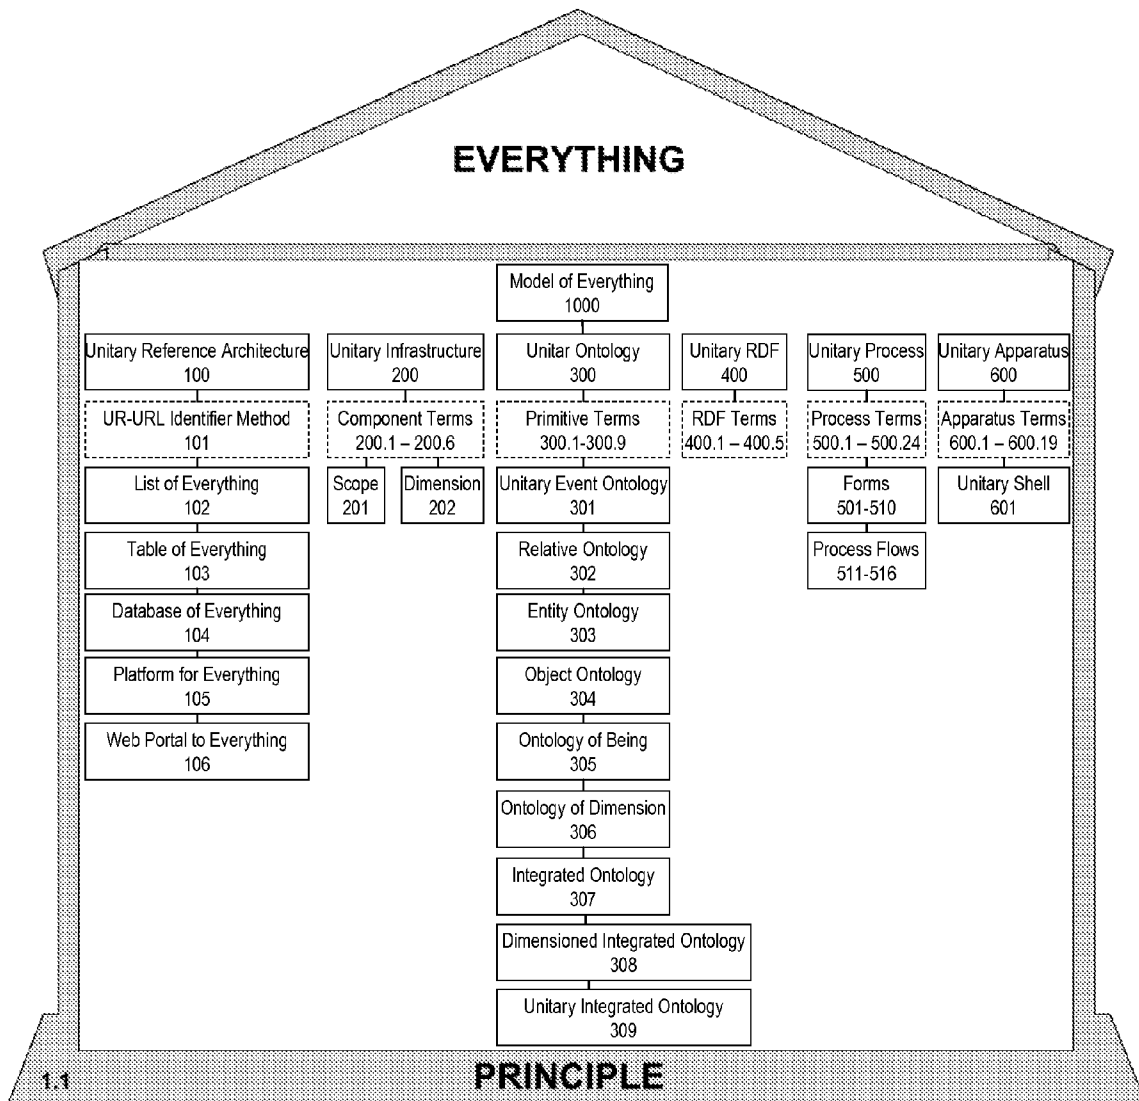 EVERYTHING
Model of Everything
1000
Unitary Reference Architecture
100
Unitary Infrastructure
200
Unitar Ontology
300
Unitary RDF
400
Unitary Process
500
Unitary Apparatus
600
UR-URL Identifier Method
101
Component Terms
200.1 – 200.6
Primitive Terms
300.1-300.9
RDF Terms
400.1 – 400.5
Process Terms
500.1 – 500.24
Apparatus Terms
600.1 – 600.19
List of Everything
102
Scope
201
Dimension
202
Unitary Event Ontology
301
Forms
501-510
Unitary Shell
601
Table of Everything
103
Relative Ontology
302
Process Flows
511-516
Database of Everything
104
Entity Ontology
303
Platform for Everything
105
Object Ontology
304
Web Portal to Everything
106
Ontology of Being
305
Ontology of Dimension
306
Integrated Ontology
307
Dimensioned Integrated Ontology
308
Unitary Integrated Ontology
309
1.1
PRINCIPLE